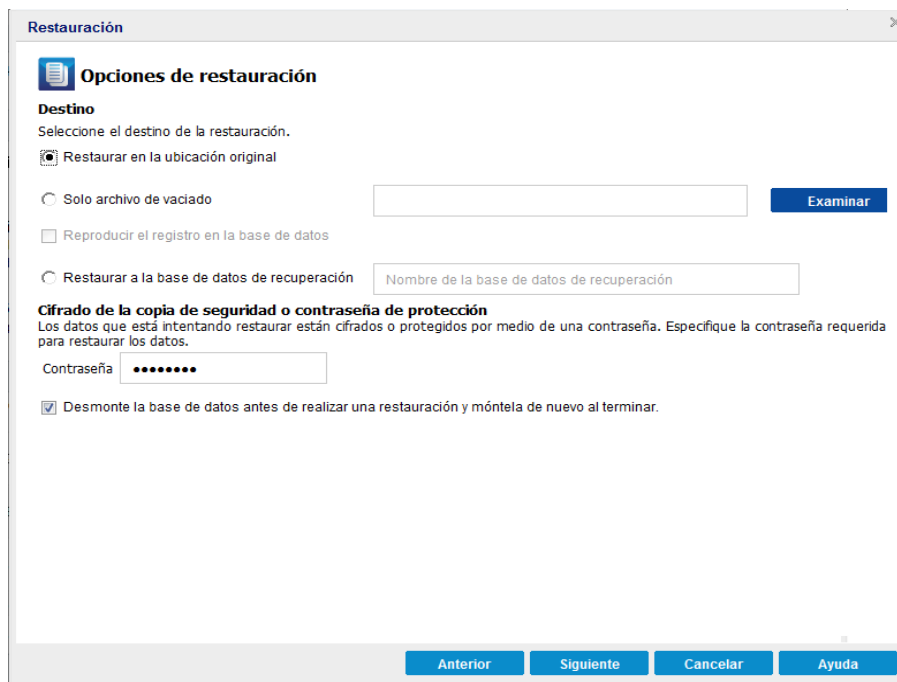 Restauración
Opciones de restauración
Destino
Seleccione el destino de la restauración.
Restaurar en la ubicación original
Solo archivo de vaciado
Examinar
Reproducir el registro en la base de datos
Restaurar a la base de datos de recuperación
Nombre de la base de datos de recuperación
Cifrado de la copia de seguridad o contraseña de protección
Los datos que está intentando restaurar están cifrados o protegidos por medio de una contraseña. Especifique la contraseña requerida
para restaurar los datos.
Contraseña ••••••••
Desmonte la base de datos antes de realizar una restauración y móntela de nuevo al terminar.
Anterior Siguiente Cancelar Ayuda